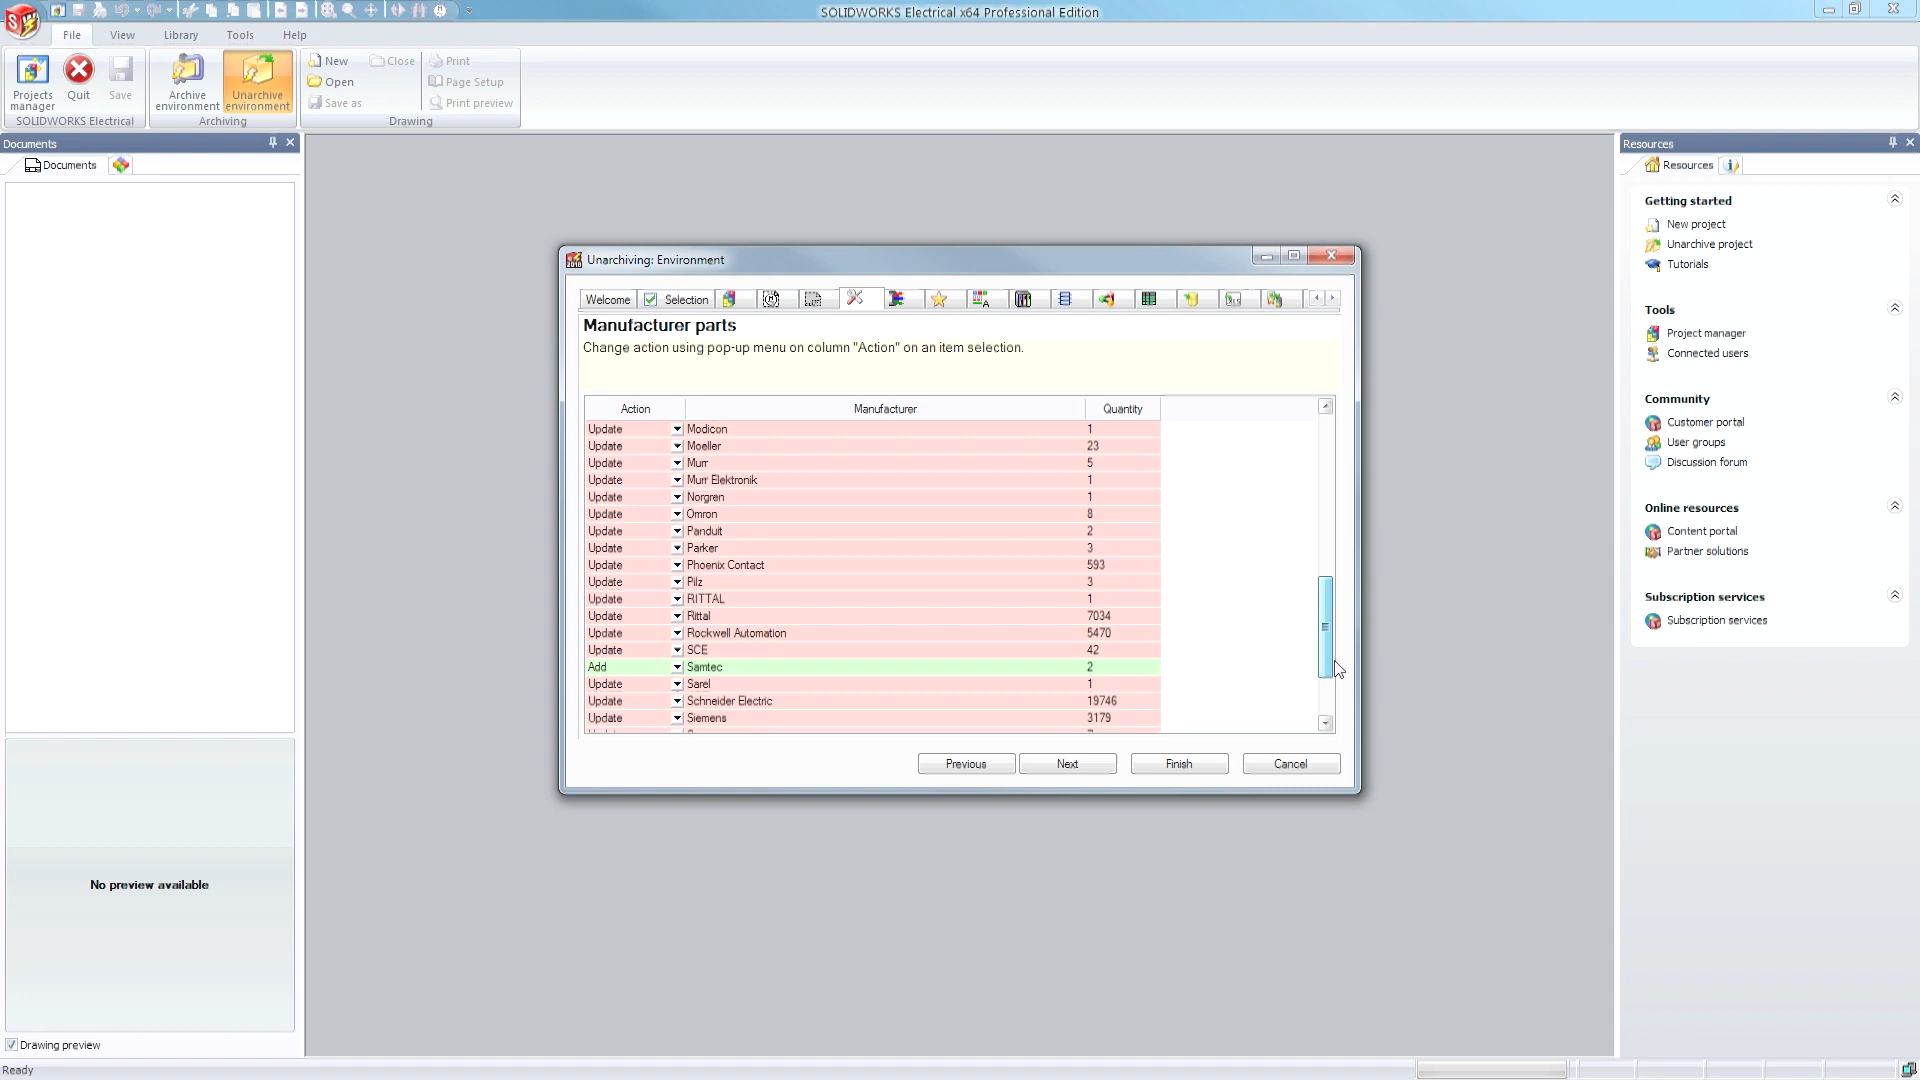 SOLIDWORKS Electrical x64 Professional Edition
File View Library Tools Help
Projects manager
Quit
Save
SOLIDWORKS Electrical
Archive environment
Unarchive environment
Archiving
New
Open
Save as
Close
Print
Page Setup
Print preview
Drawing
Documents
Documents
No preview available
Drawing preview
Ready
Unarchiving: Environment
Welcome Selection
Manufacturer parts
Change action using pop-up menu on column "Action" on an item selection.
Action Manufacturer Quantity
Update Modicon 1
Update Moeller 23
Update Murr 5
Update Murr Elektronik 1
Update Norgren 1
Update Omron 8
Update Panduit 2
Update Parker 3
Update Phoenix Contact 593
Update Pilz 3
Update RITTAL 1
Update Rittal 7034
Update Rockwell Automation 5470
Update SCE 42
Add Samtec 2
Update Sarel 1
Update Schneider Electric 19746
Update Siemens 3179
Previous Next Finish Cancel
Resources
Resources
Getting started
New project
Unarchive project
Tutorials
Tools
Project manager
Connected users
Community
Customer portal
User groups
Discussion forum
Online resources
Content portal
Partner solutions
Subscription services
Subscription services